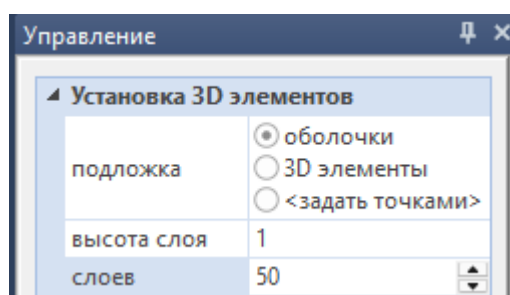 Управление
Установка 3D элементов
подложка
оболочки
3D элементы
<задать точками>
высота слоя 1
слоев 50